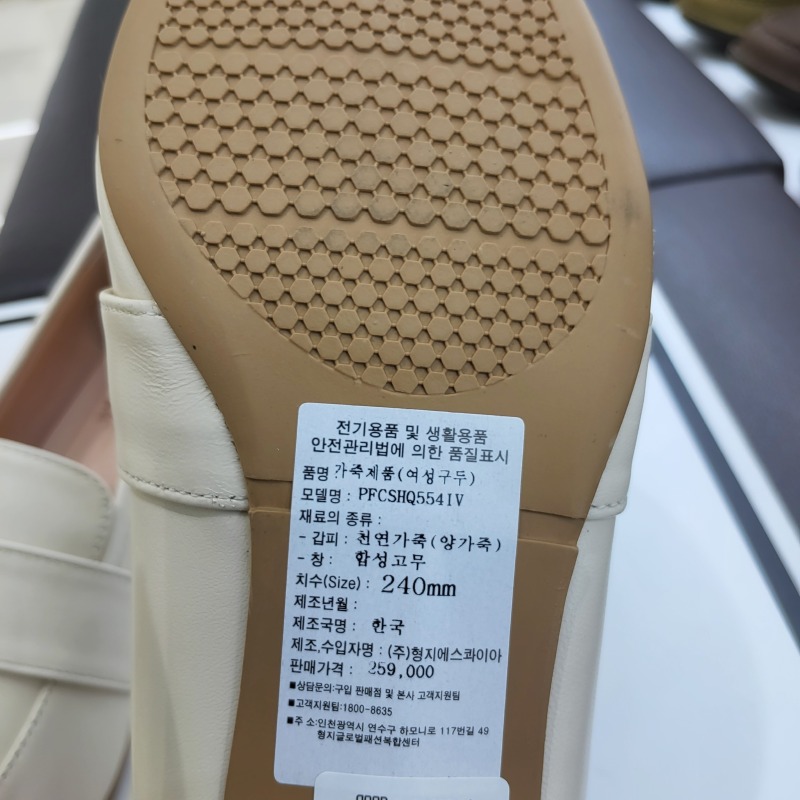 전기용품 및 생활용품
안전관리법에 의한 품질표시
품명 가죽제품(여성구두)
모델명 : PFCSHQ554IV
재료의 종류 :
- 갑피 : 천연가죽(양가죽)
- 창 : 합성고무
치수(Size) : 240mm
제조년월 :
제조국명 : 한국
제조,수입자명 : (주)형지에스콰이아
판매가격 : 259,000
■상담문의:구입 판매점 및 본사 고객지원팀
■고객지원팀:1800-8635
■주 소:인천광역시 연수구 하모니로 117번길 49
형지글로벌패션복합센터